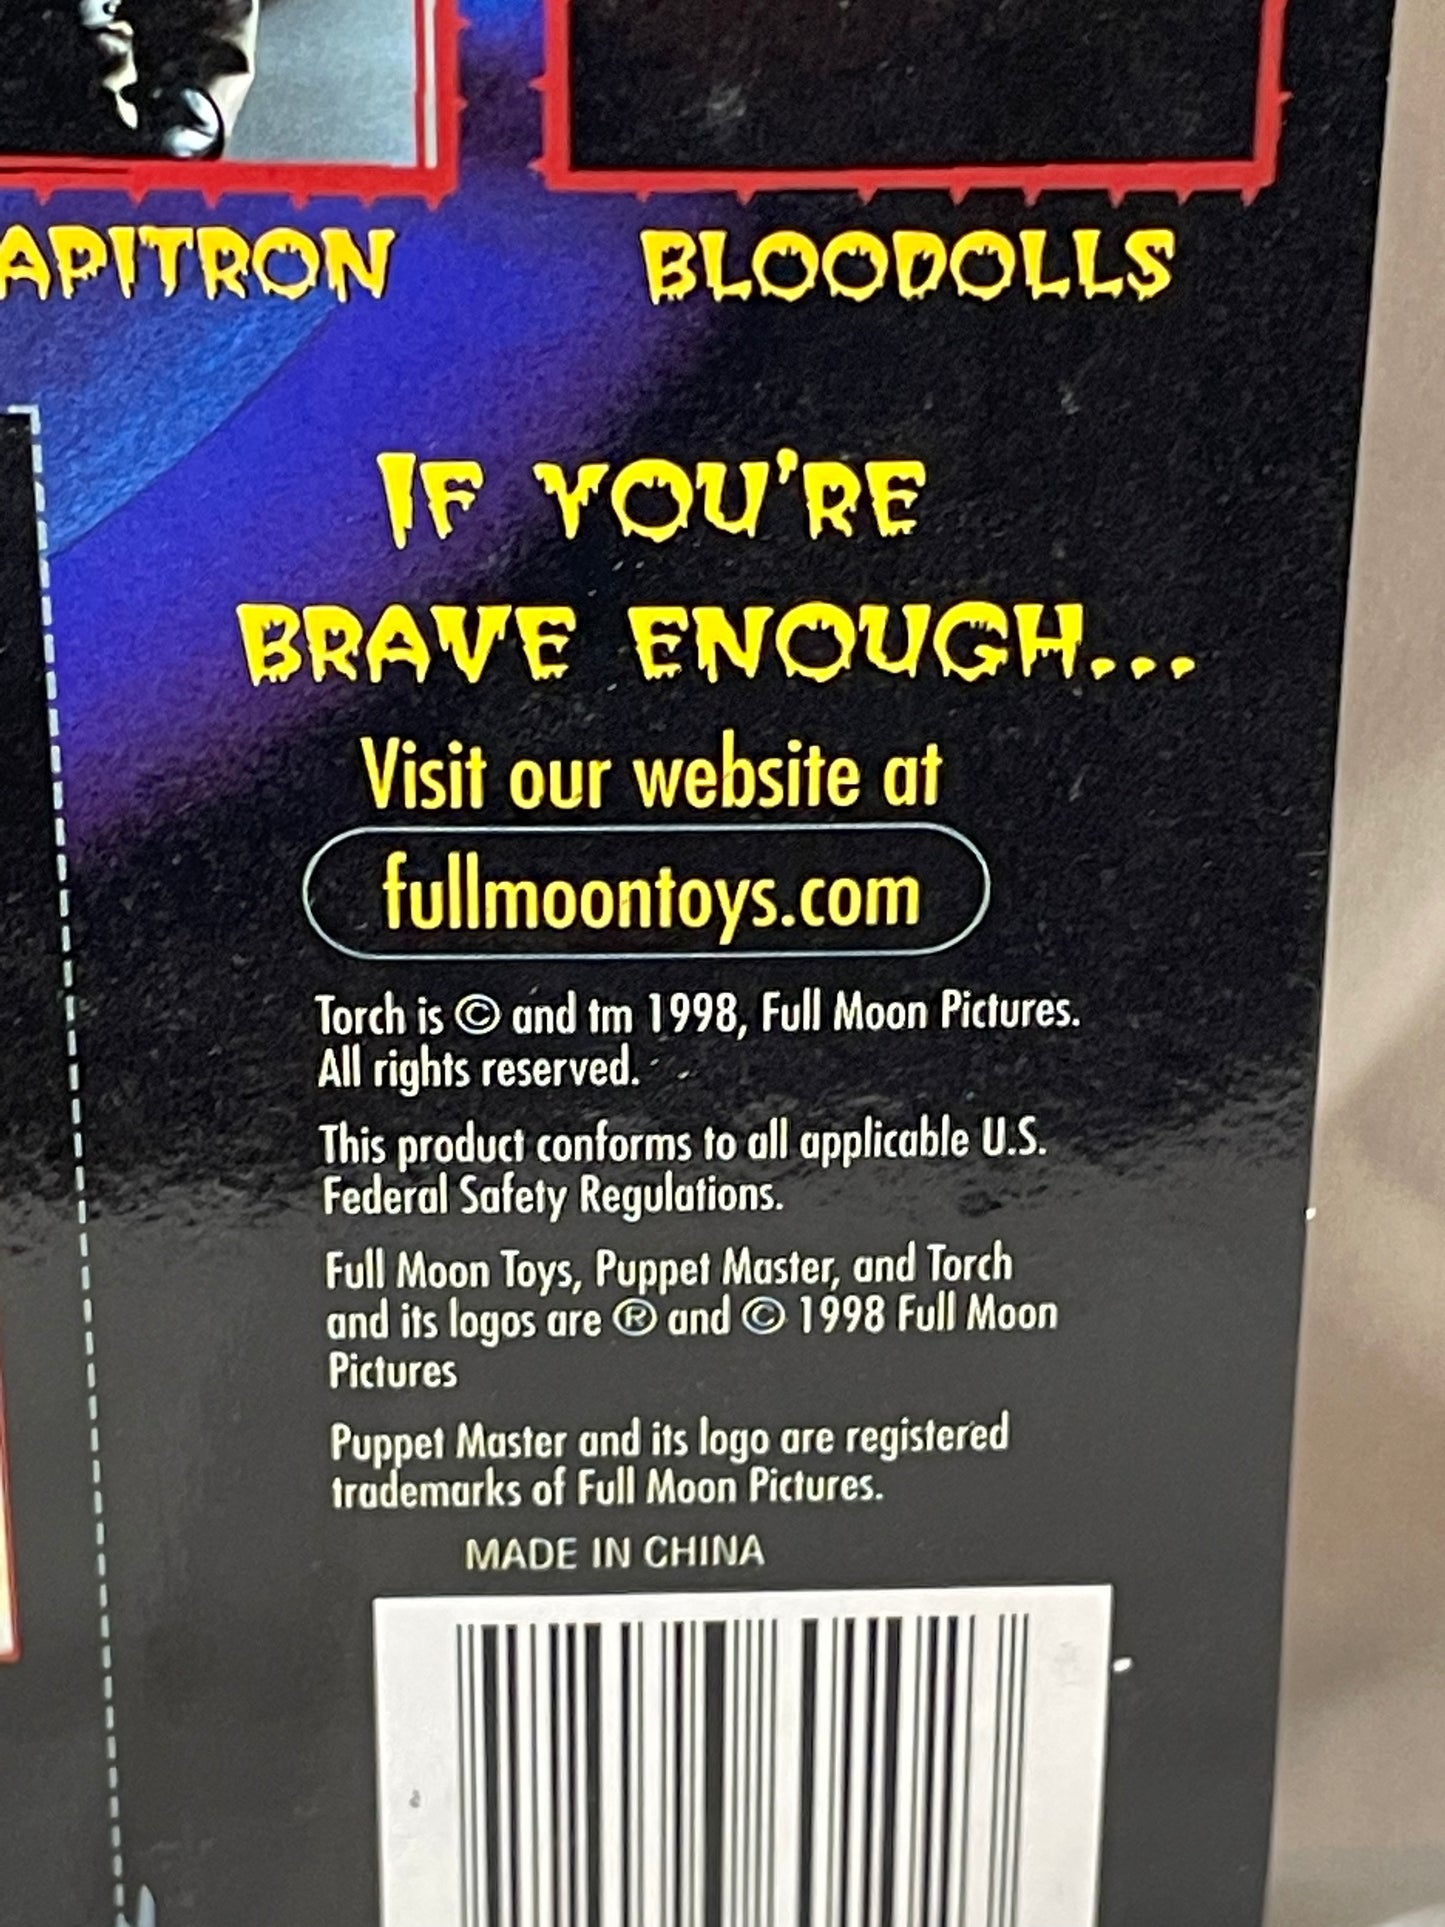 APITRON
BLOODOLLS
IF YOU'RE
BRAVE ENOUGH...
Visit our website at
fullmoontoys.com
Torch is © and tm 1998, Full Moon Pictures.
All rights reserved.
This product conforms to all applicable U.S.
Federal Safety Regulations.
Full Moon Toys, Puppet Master, and Torch
and its logos are ® and © 1998 Full Moon
Pictures
Puppet Master and its logo are registered
trademarks of Full Moon Pictures.
MADE IN CHINA